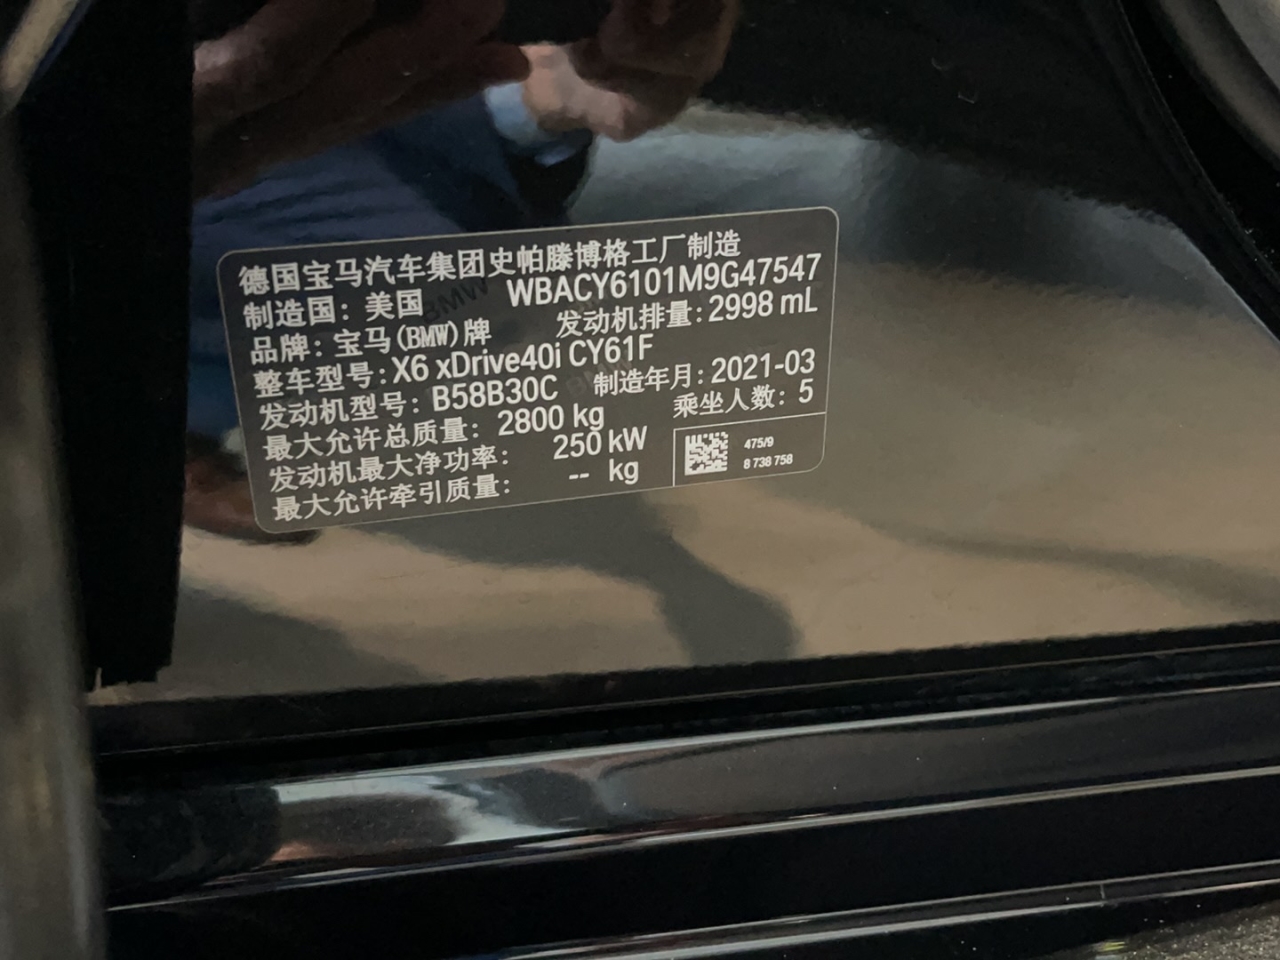 德国宝马汽车集团史帕滕博格工厂制造
制造国：美国 WBACY6101M9G47547
品牌：宝马(BMW)牌 发动机排量：2998 mL
整车型号：X6 xDrive40i CY61F
发动机型号：B58B30C 制造年月：2021-03
最大允许总质量：2800 kg 乘坐人数：5
发动机最大净功率：250 kW
最大允许牵引质量：-- kg
475/9
8 738 758
BMW